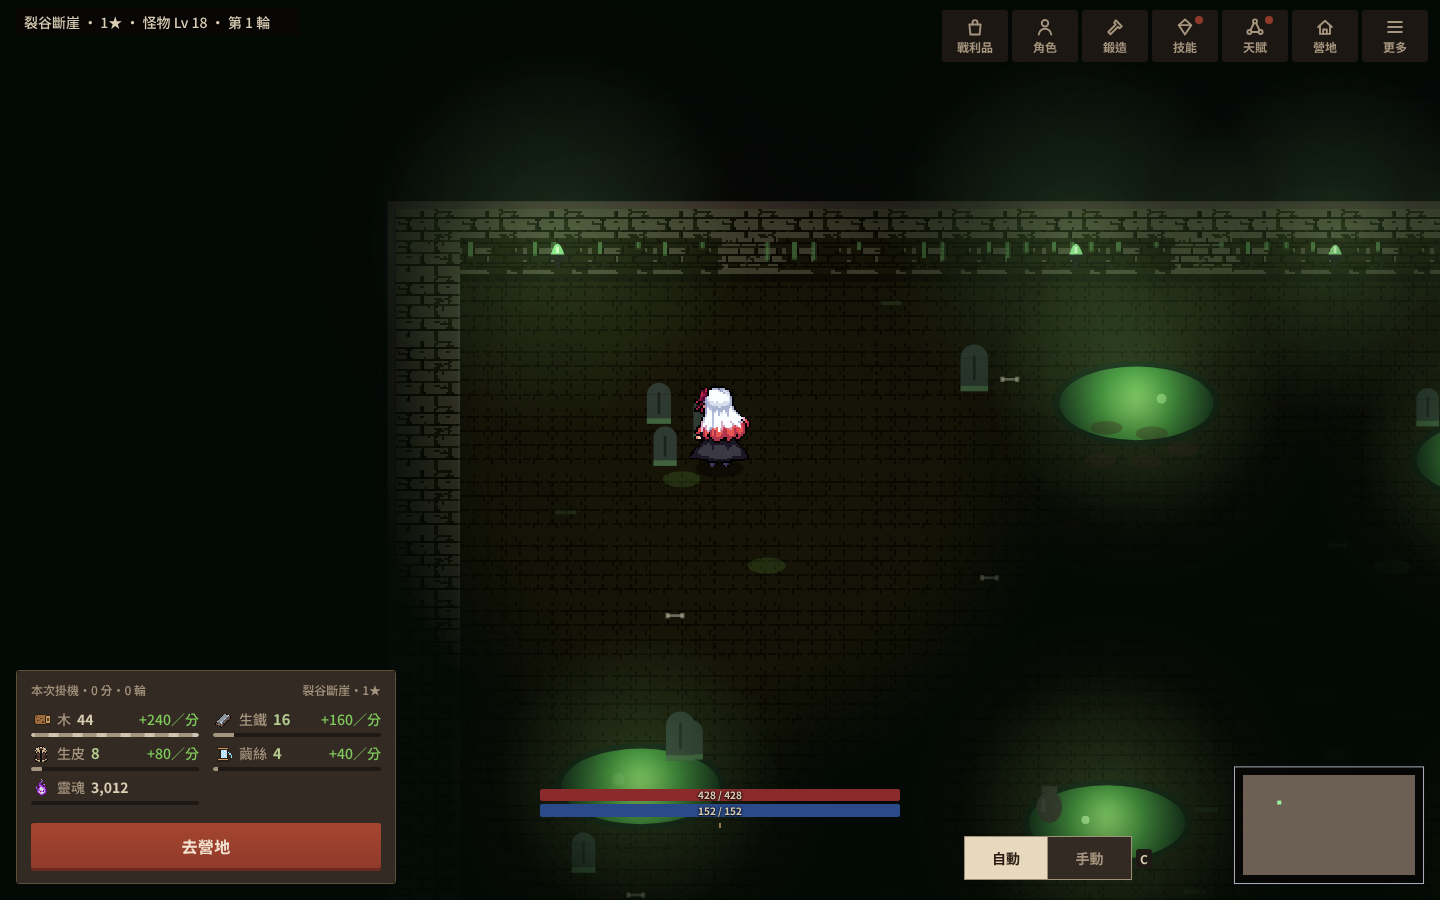 裂谷斷崖 • 1★ • 怪物 Lv 18 • 第 1 輪
戰利品
角色
鍛造
技能
天賦
營地
更多
本次掛機•0 分•0 輪
裂谷斷崖•1★
木 44 +240／分
生鐵 16 +160／分
生皮 8 +80／分
繭絲 4 +40／分
靈魂 3,012
去營地
428 / 428
152 / 152
自動
手動
C